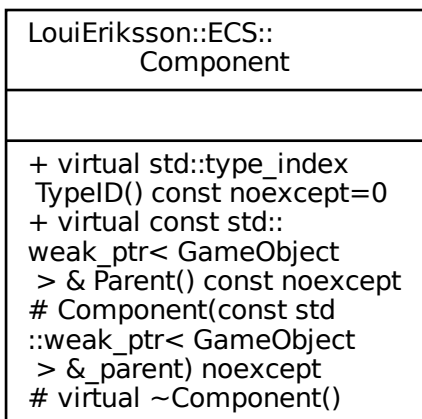 LouiEriksson::ECS::
Component
+ virtual std::type_index
TypeID() const noexcept=0
+ virtual const std::
weak_ptr< GameObject
> & Parent() const noexcept
# Component(const std
::weak_ptr< GameObject
> &_parent) noexcept
# virtual ~Component()